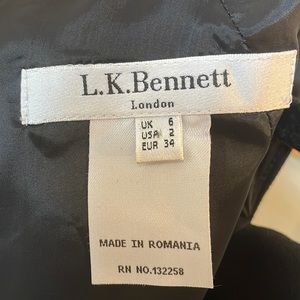 L.K.Bennett
London
UK 6
USA 2
EUR 34
MADE IN ROMANIA
RN NO.132258